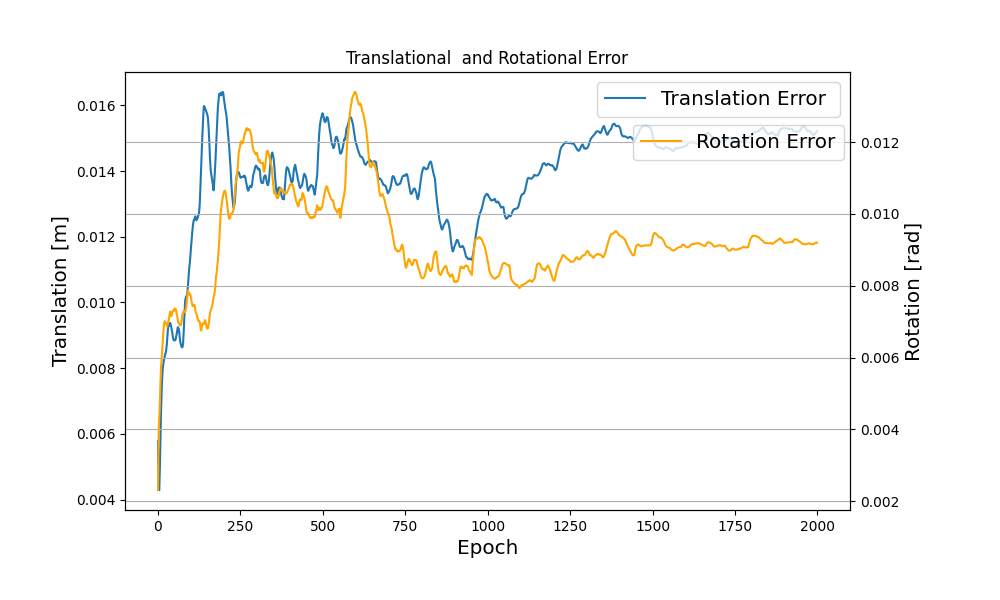 Translational  and Rotational Error
Translation Error
Rotation Error
0.016
0.014
0.012
0.010
0.008
0.006
0.004
Translation [m]
0.012
0.010
0.008
0.006
0.004
0.002
Rotation [rad]
0 250 500 750 1000 1250 1500 1750 2000
Epoch